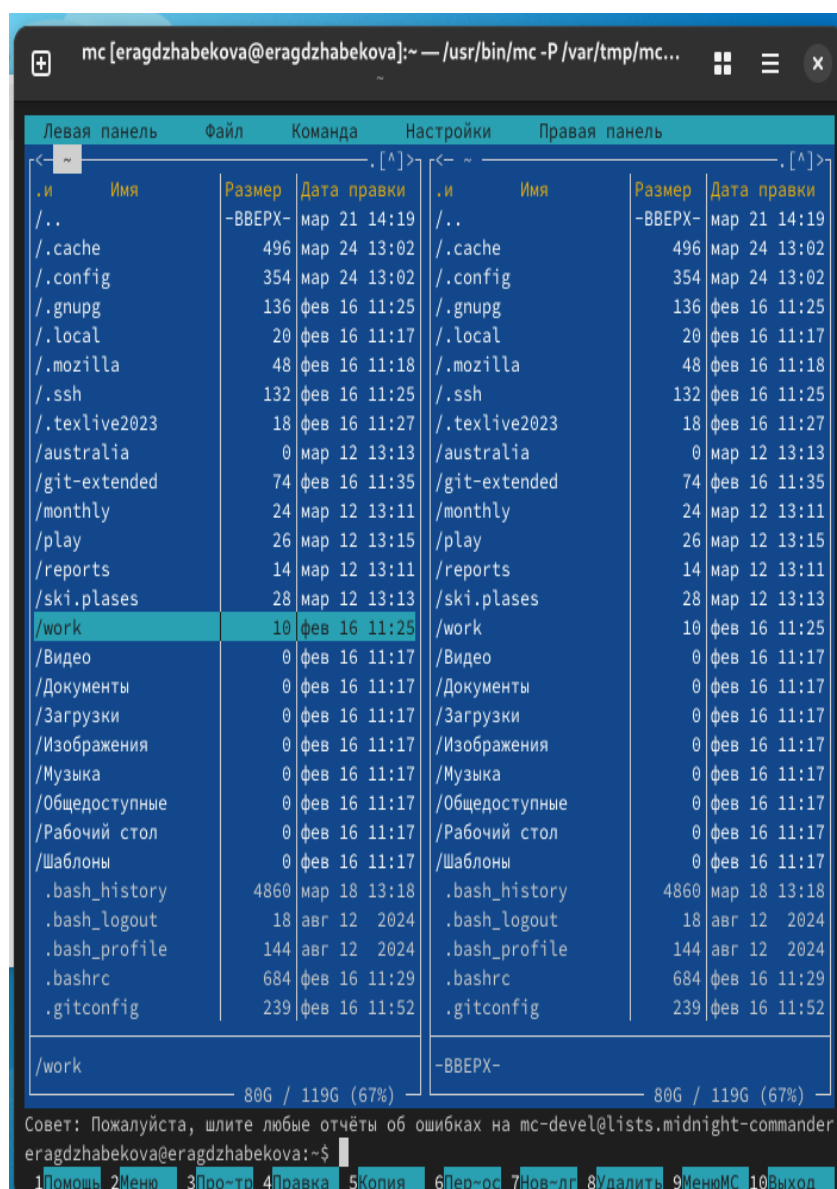 mc [eragdzhabekova@eragdzhabekova]:~ — /usr/bin/mc -P /var/tmp/mc...
~
Левая панель Файл Команда Настройки Правая панель
<─ ~ ─.[^]>┐┌<─ ~ ─.[^]>
.и Имя Размер Дата правки .и Имя Размер Дата правки
/.. -ВВЕРХ- мар 21 14:19 /.. -ВВЕРХ- мар 21 14:19
/.cache 496 мар 24 13:02 /.cache 496 мар 24 13:02
/.config 354 мар 24 13:02 /.config 354 мар 24 13:02
/.gnupg 136 фев 16 11:25 /.gnupg 136 фев 16 11:25
/.local 20 фев 16 11:17 /.local 20 фев 16 11:17
/.mozilla 48 фев 16 11:18 /.mozilla 48 фев 16 11:18
/.ssh 132 фев 16 11:25 /.ssh 132 фев 16 11:25
/.texlive2023 18 фев 16 11:27 /.texlive2023 18 фев 16 11:27
/australia 0 мар 12 13:13 /australia 0 мар 12 13:13
/git-extended 74 фев 16 11:35 /git-extended 74 фев 16 11:35
/monthly 24 мар 12 13:11 /monthly 24 мар 12 13:11
/play 26 мар 12 13:15 /play 26 мар 12 13:15
/reports 14 мар 12 13:11 /reports 14 мар 12 13:11
/ski.plases 28 мар 12 13:13 /ski.plases 28 мар 12 13:13
/work 10 фев 16 11:25 /work 10 фев 16 11:25
/Видео 0 фев 16 11:17 /Видео 0 фев 16 11:17
/Документы 0 фев 16 11:17 /Документы 0 фев 16 11:17
/Загрузки 0 фев 16 11:17 /Загрузки 0 фев 16 11:17
/Изображения 0 фев 16 11:17 /Изображения 0 фев 16 11:17
/Музыка 0 фев 16 11:17 /Музыка 0 фев 16 11:17
/Общедоступные 0 фев 16 11:17 /Общедоступные 0 фев 16 11:17
/Рабочий стол 0 фев 16 11:17 /Рабочий стол 0 фев 16 11:17
/Шаблоны 0 фев 16 11:17 /Шаблоны 0 фев 16 11:17
.bash_history 4860 мар 18 13:18 .bash_history 4860 мар 18 13:18
.bash_logout 18 авг 12 2024 .bash_logout 18 авг 12 2024
.bash_profile 144 авг 12 2024 .bash_profile 144 авг 12 2024
.bashrc 684 фев 16 11:29 .bashrc 684 фев 16 11:29
.gitconfig 239 фев 16 11:52 .gitconfig 239 фев 16 11:52
/work -ВВЕРХ-
80G / 119G (67%) 80G / 119G (67%)
Совет: Пожалуйста, шлите любые отчёты об ошибках на mc-devel@lists.midnight-commander
eragdzhabekova@eragdzhabekova:~$
1Помощь 2Меню 3Про~тр 4Правка 5Копия 6Пер~ос 7Нов~лг 8Удалить 9МенюМС 10Выход